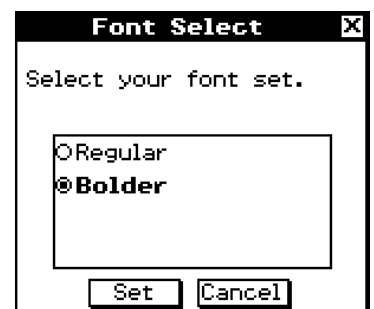 Font Select X
Select your font set.
Regular
Bolder
Set Cancel